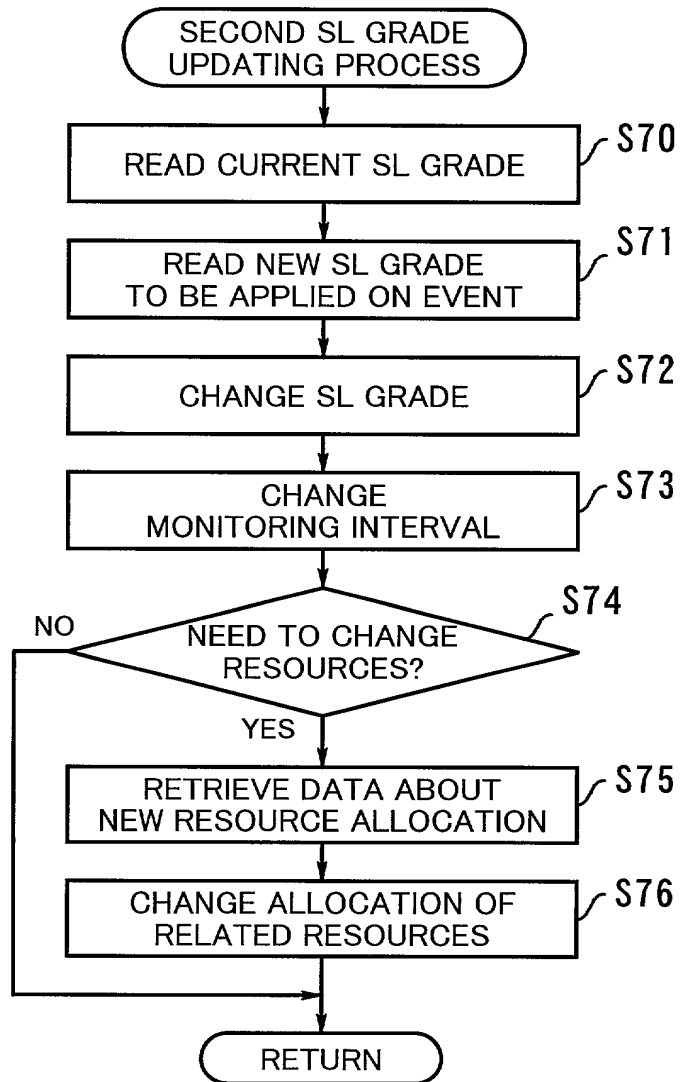 SECOND SL GRADE
UPDATING PROCESS
READ CURRENT SL GRADE
S70
READ NEW SL GRADE
TO BE APPLIED ON EVENT
S71
CHANGE SL GRADE
S72
CHANGE
MONITORING INTERVAL
S73
NEED TO CHANGE
RESOURCES?
S74
NO
YES
RETRIEVE DATA ABOUT
NEW RESOURCE ALLOCATION
S75
CHANGE ALLOCATION OF
RELATED RESOURCES
S76
RETURN